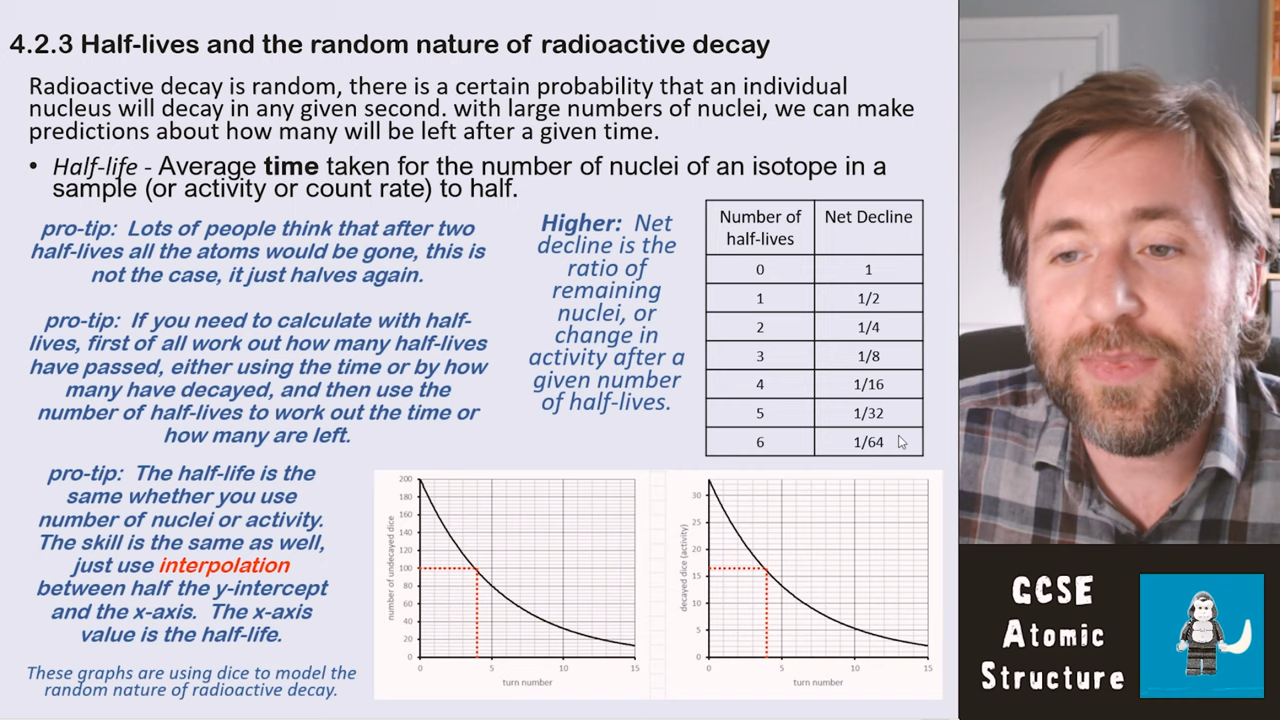 4.2.3 Half-lives and the random nature of radioactive decay
Radioactive decay is random, there is a certain probability that an individual
nucleus will decay in any given second. with large numbers of nuclei, we can make
predictions about how many will be left after a given time.
• Half-life - Average time taken for the number of nuclei of an isotope in a
sample (or activity or count rate) to half.
pro-tip: Lots of people think that after two
half-lives all the atoms would be gone, this is
not the case, it just halves again.
pro-tip: If you need to calculate with half-
lives, first of all work out how many half-lives
have passed, either using the time or by how
many have decayed, and then use the
number of half-lives to work out the time or
how many are left.
pro-tip: The half-life is the
same whether you use
number of nuclei or activity.
The skill is the same as well,
just use interpolation
between half the y-intercept
and the x-axis. The x-axis
value is the half-life.
These graphs are using dice to model the
random nature of radioactive decay.
Higher: Net
decline is the
ratio of
remaining
nuclei, or
change in
activity after a
given number
of half-lives.
Number of half-lives Net Decline
0 1
1 1/2
2 1/4
3 1/8
4 1/16
5 1/32
6 1/64
number of undecayed dice
200
180
160
140
120
100
80
60
40
20
0
0 5 10 15
turn number
decayed dice (activity)
30
25
20
15
10
5
0
0 5 10 15
turn number
GCSE
Atomic
Structure